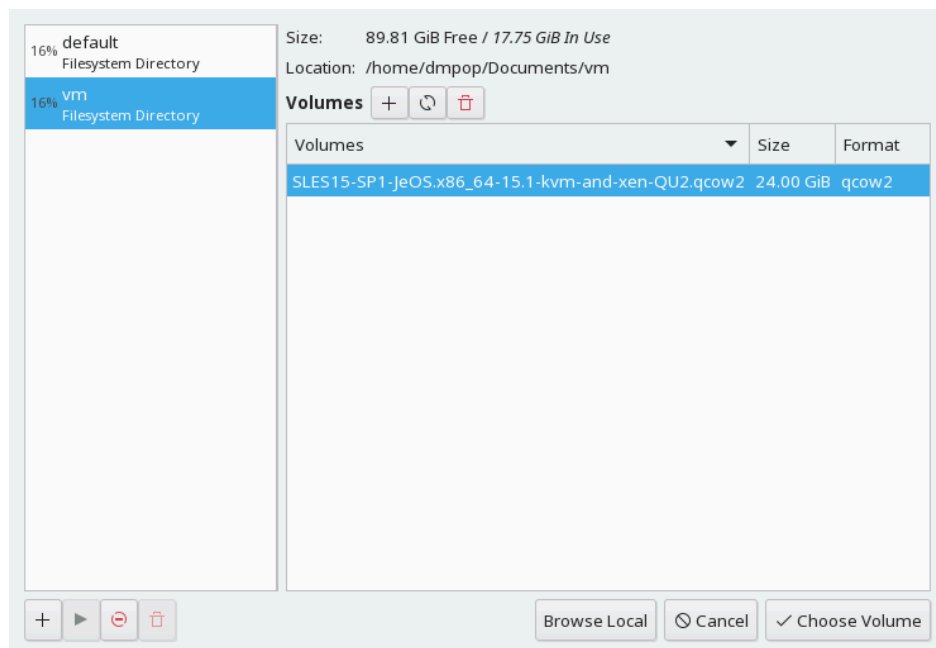 16% default
Filesystem Directory
16% vm
Filesystem Directory
Size: 89.81 GiB Free / 17.75 GiB In Use
Location: /home/dmpop/Documents/vm
Volumes
Volumes Size Format
SLES15-SP1-JeOS.x86_64-15.1-kvm-and-xen-QU2.qcow2 24.00 GiB qcow2
Browse Local Cancel Choose Volume